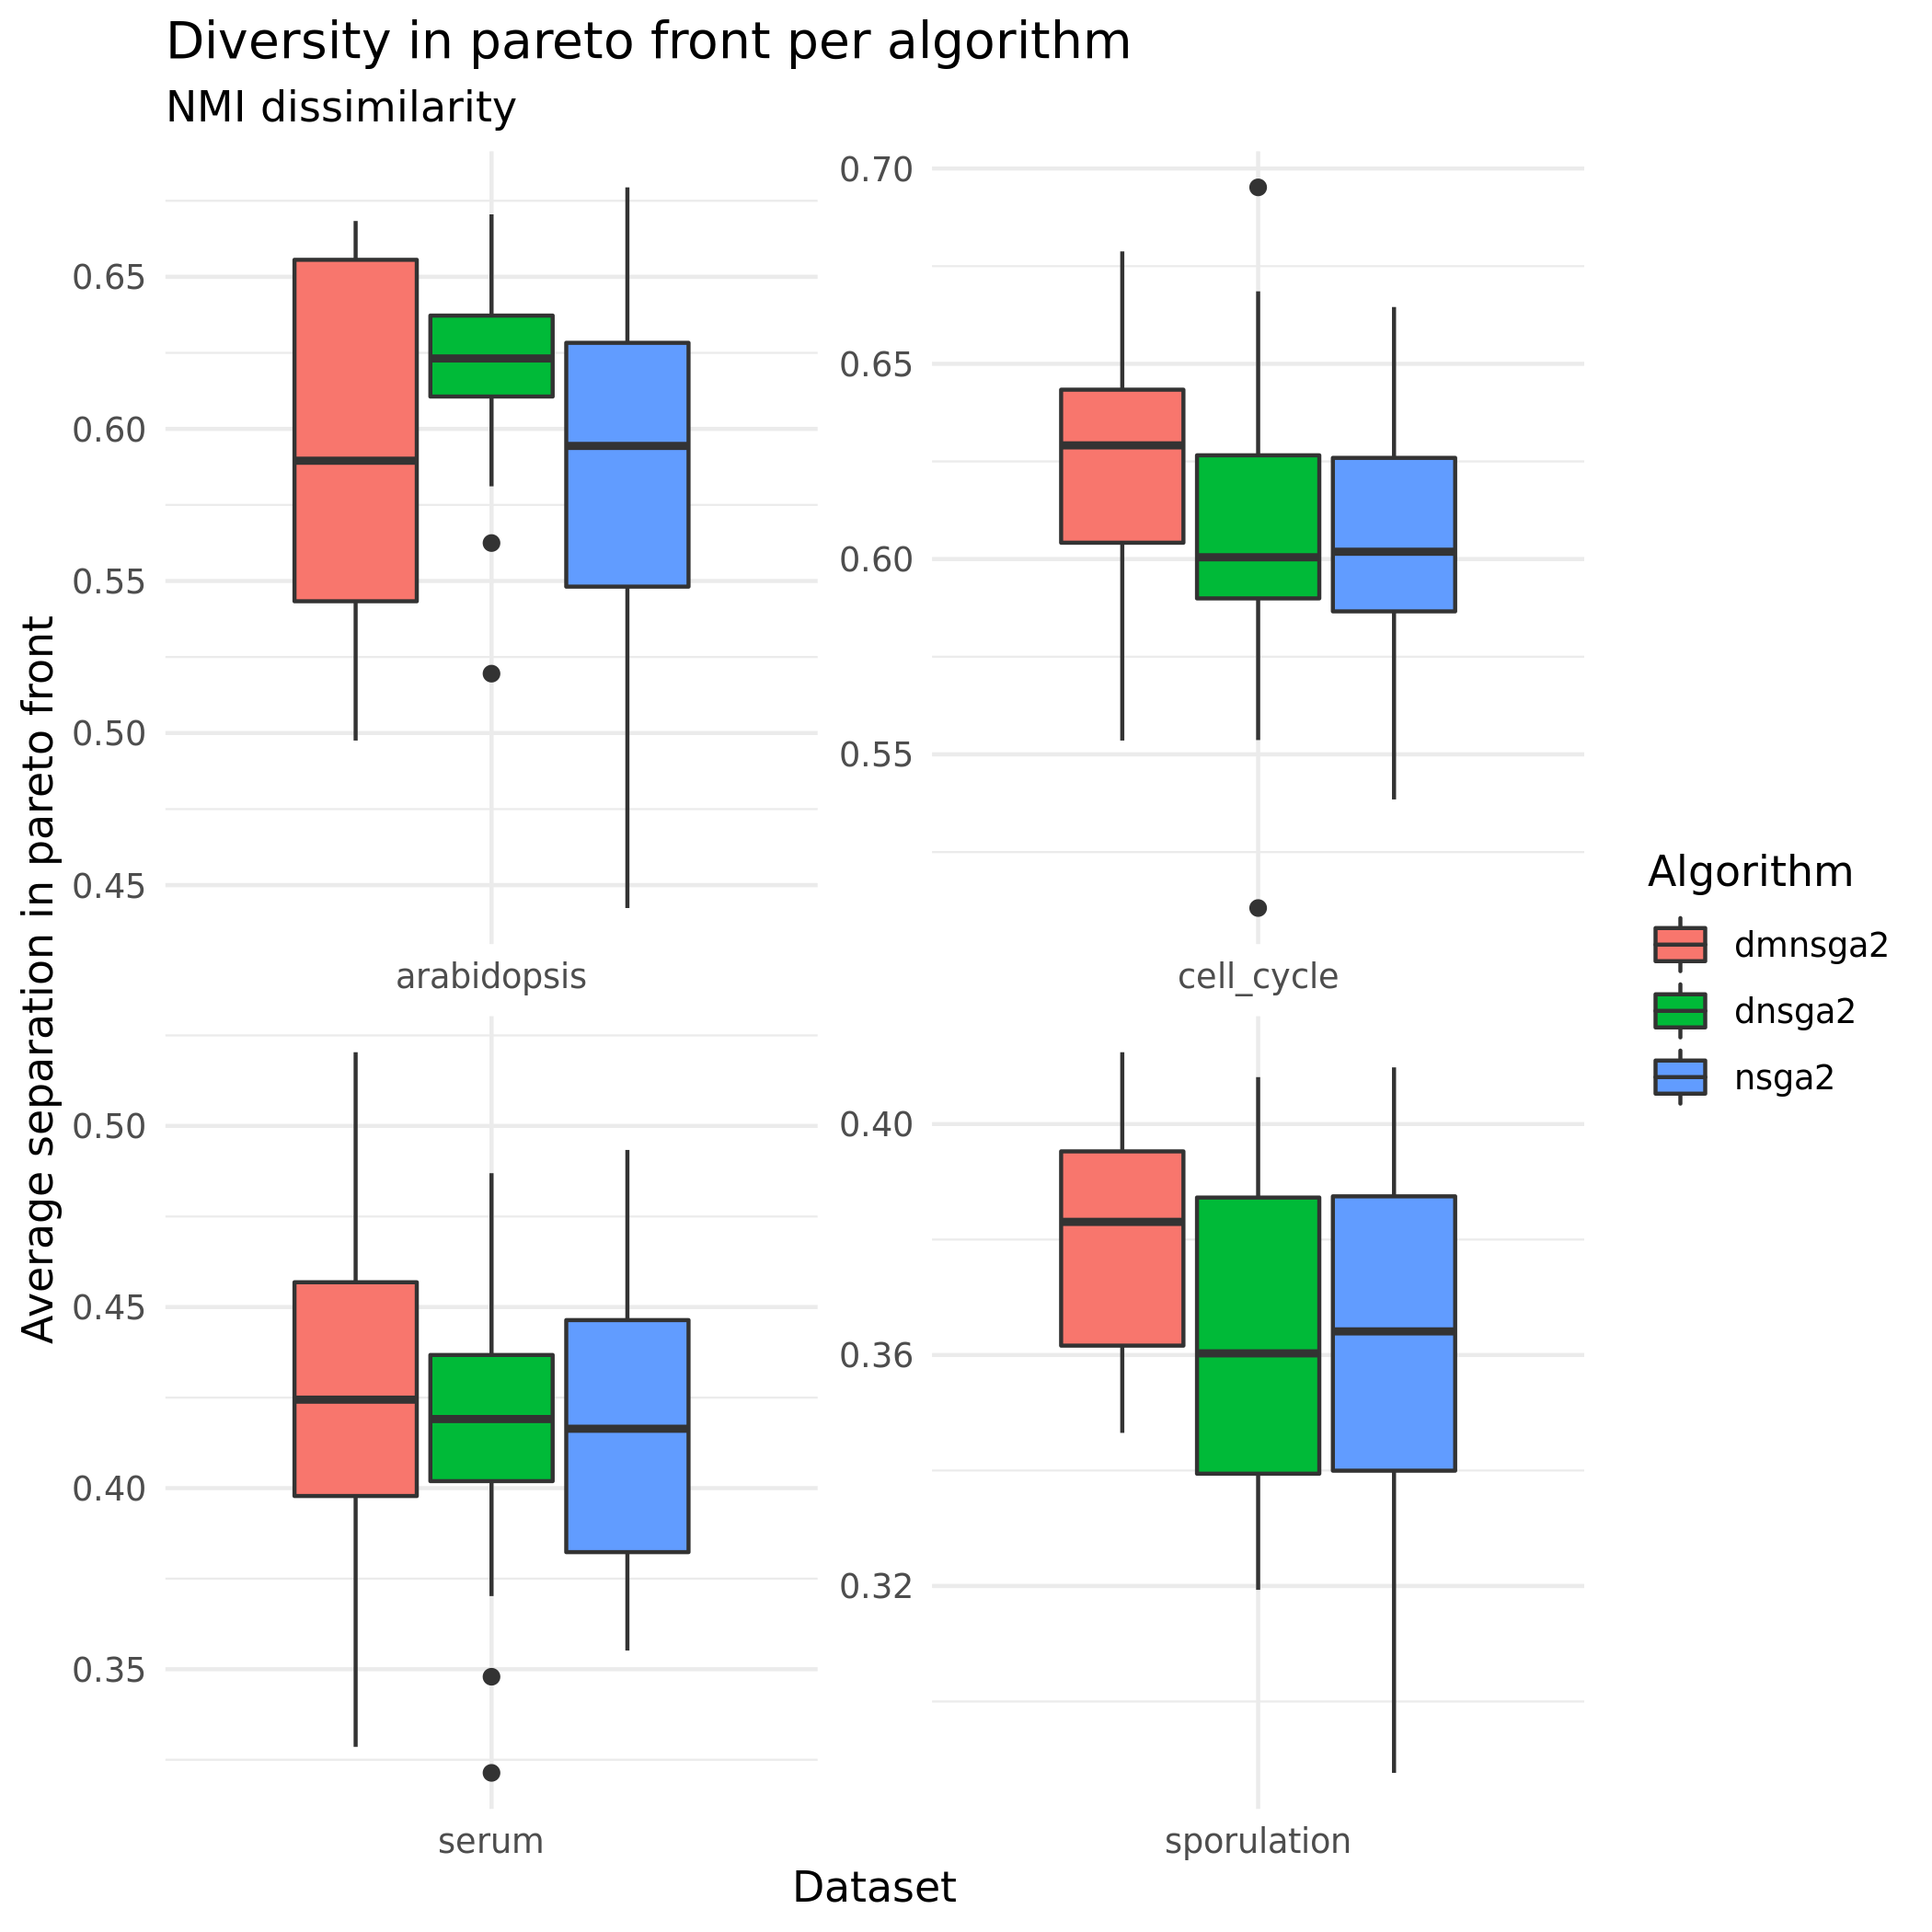 Diversity in pareto front per algorithm
NMI dissimilarity
Average separation in pareto front
0.65
0.60
0.55
0.50
0.45
arabidopsis
0.70
0.65
0.60
0.55
cell_cycle
0.50
0.45
0.40
0.35
serum
0.40
0.36
0.32
sporulation
Dataset
Algorithm
dmnsga2
dnsga2
nsga2